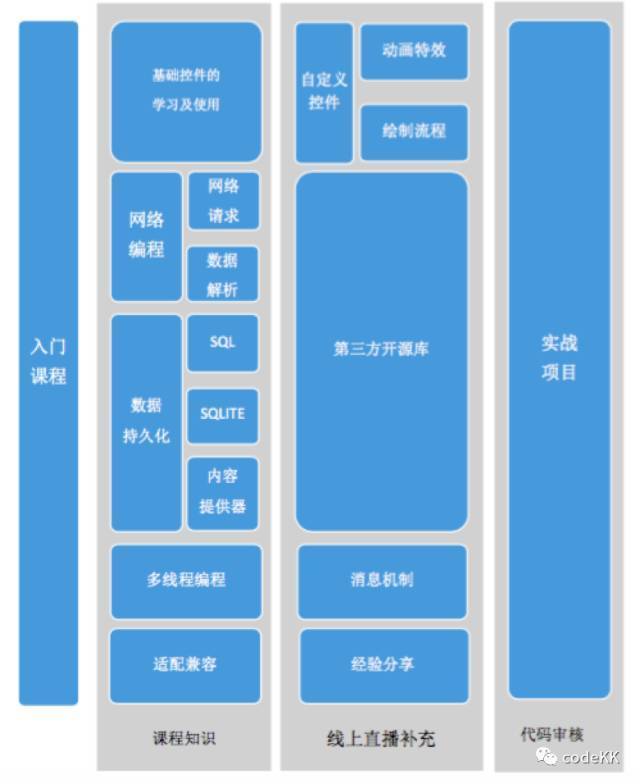 入门
课程
基础控件的
学习及使用
网络
编程
网络
请求
数据
解析
数据
持久化
SQL
SQLITE
内容
提供器
多线程编程
适配兼容
课程知识
自定义
控件
动画特效
绘制流程
第三方开源库
消息机制
经验分享
线上直播补充
实战
项目
代码审核
codeKK